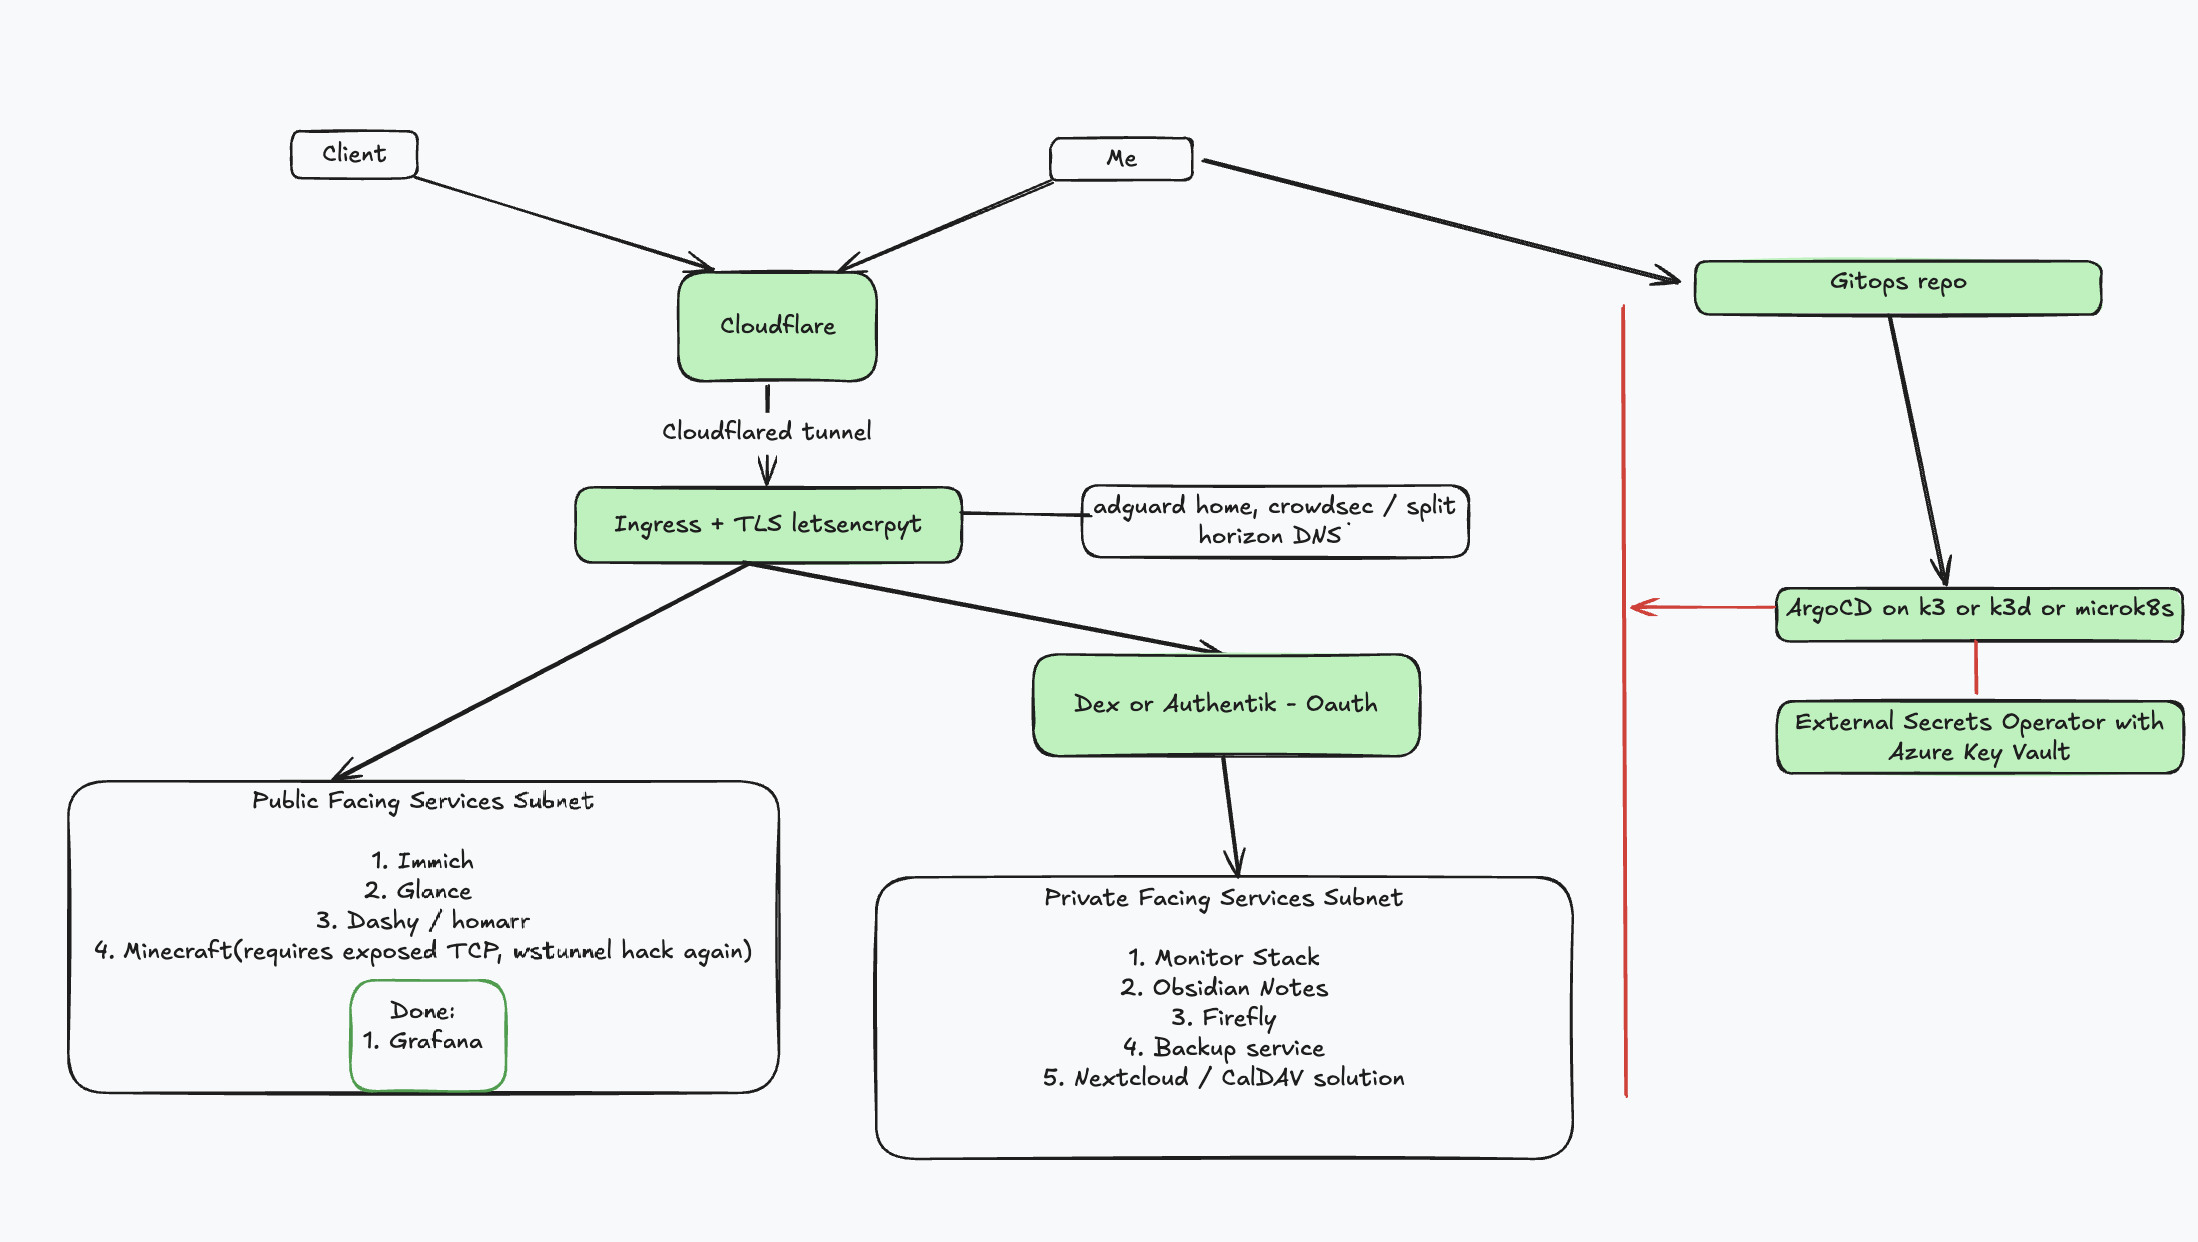 Client
Me
Gitops repo
Cloudflare
Cloudflared tunnel
Ingress + TLS letsencrpyt
adguard home, crowdsec / split
horizon DNS`
ArgoCD on k3 or k3d or microk8s
Dex or Authentik - Oauth
External Secrets Operator with
Azure Key Vault
Public Facing Services Subnet
1. Immich
2. Glance
3. Dashy / homarr
4. Minecraft(requires exposed TCP, wstunnel hack again)
Done:
1. Grafana
Private Facing Services Subnet
1. Monitor Stack
2. Obsidian Notes
3. Firefly
4. Backup service
5. Nextcloud / CalDAV solution